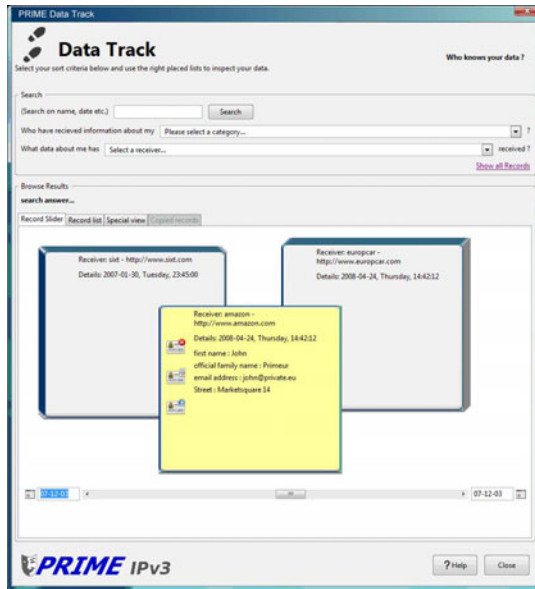 PRIME Data Track
Data Track
Select your sort criteria below and use the right placed lists to inspect your data.
Who knows your data ?
Search
(Search on name, date etc.)
Search
Who have recieved information about my
Please select a category...
?
What data about me has
Select a receiver...
received ?
Show all Records
Browse Results
search answer...
Record Slider
Record list
Special view
Copied records
Receiver: sixt - http://www.sixt.com
Details: 2007-01-30, Tuesday, 23:45:00
Receiver: europcar -
http://www.europcar.com
Details: 2008-04-24, Thursday, 14:42:12
Receiver: amazon -
http://www.amazon.com
Details: 2008-04-24, Thursday, 14:42:12
first name : John
official family name : Primeur
email address : john@private.eu
Street : Marketsquare 14
07-12-03
07-12-03
PRIME IPv3
? Help
Close